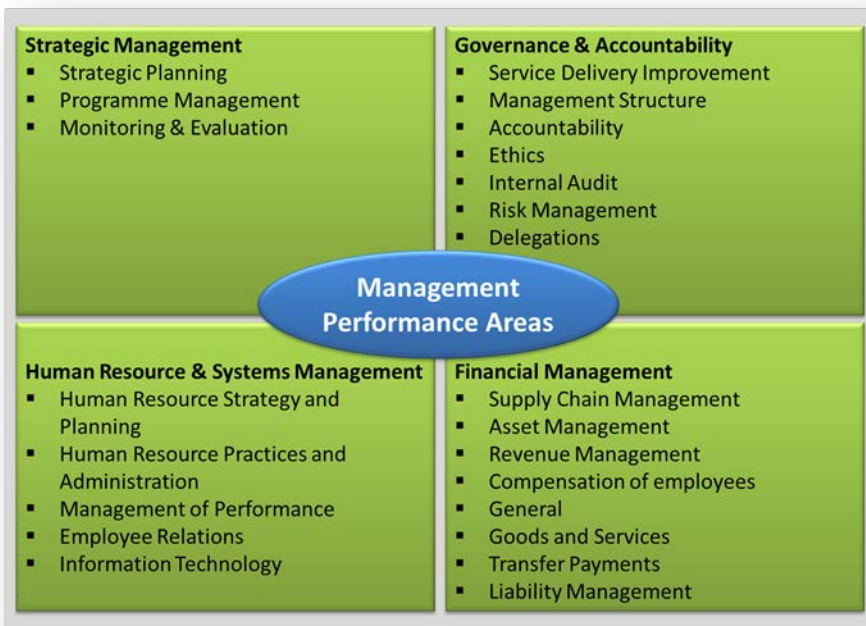 Strategic Management
▪ Strategic Planning
▪ Programme Management
▪ Monitoring & Evaluation
Governance & Accountability
▪ Service Delivery Improvement
▪ Management Structure
▪ Accountability
▪ Ethics
▪ Internal Audit
▪ Risk Management
▪ Delegations
Management
Performance Areas
Human Resource & Systems Management
▪ Human Resource Strategy and
Planning
▪ Human Resource Practices and
Administration
▪ Management of Performance
▪ Employee Relations
▪ Information Technology
Financial Management
▪ Supply Chain Management
▪ Asset Management
▪ Revenue Management
▪ Compensation of employees
▪ General
▪ Goods and Services
▪ Transfer Payments
▪ Liability Management